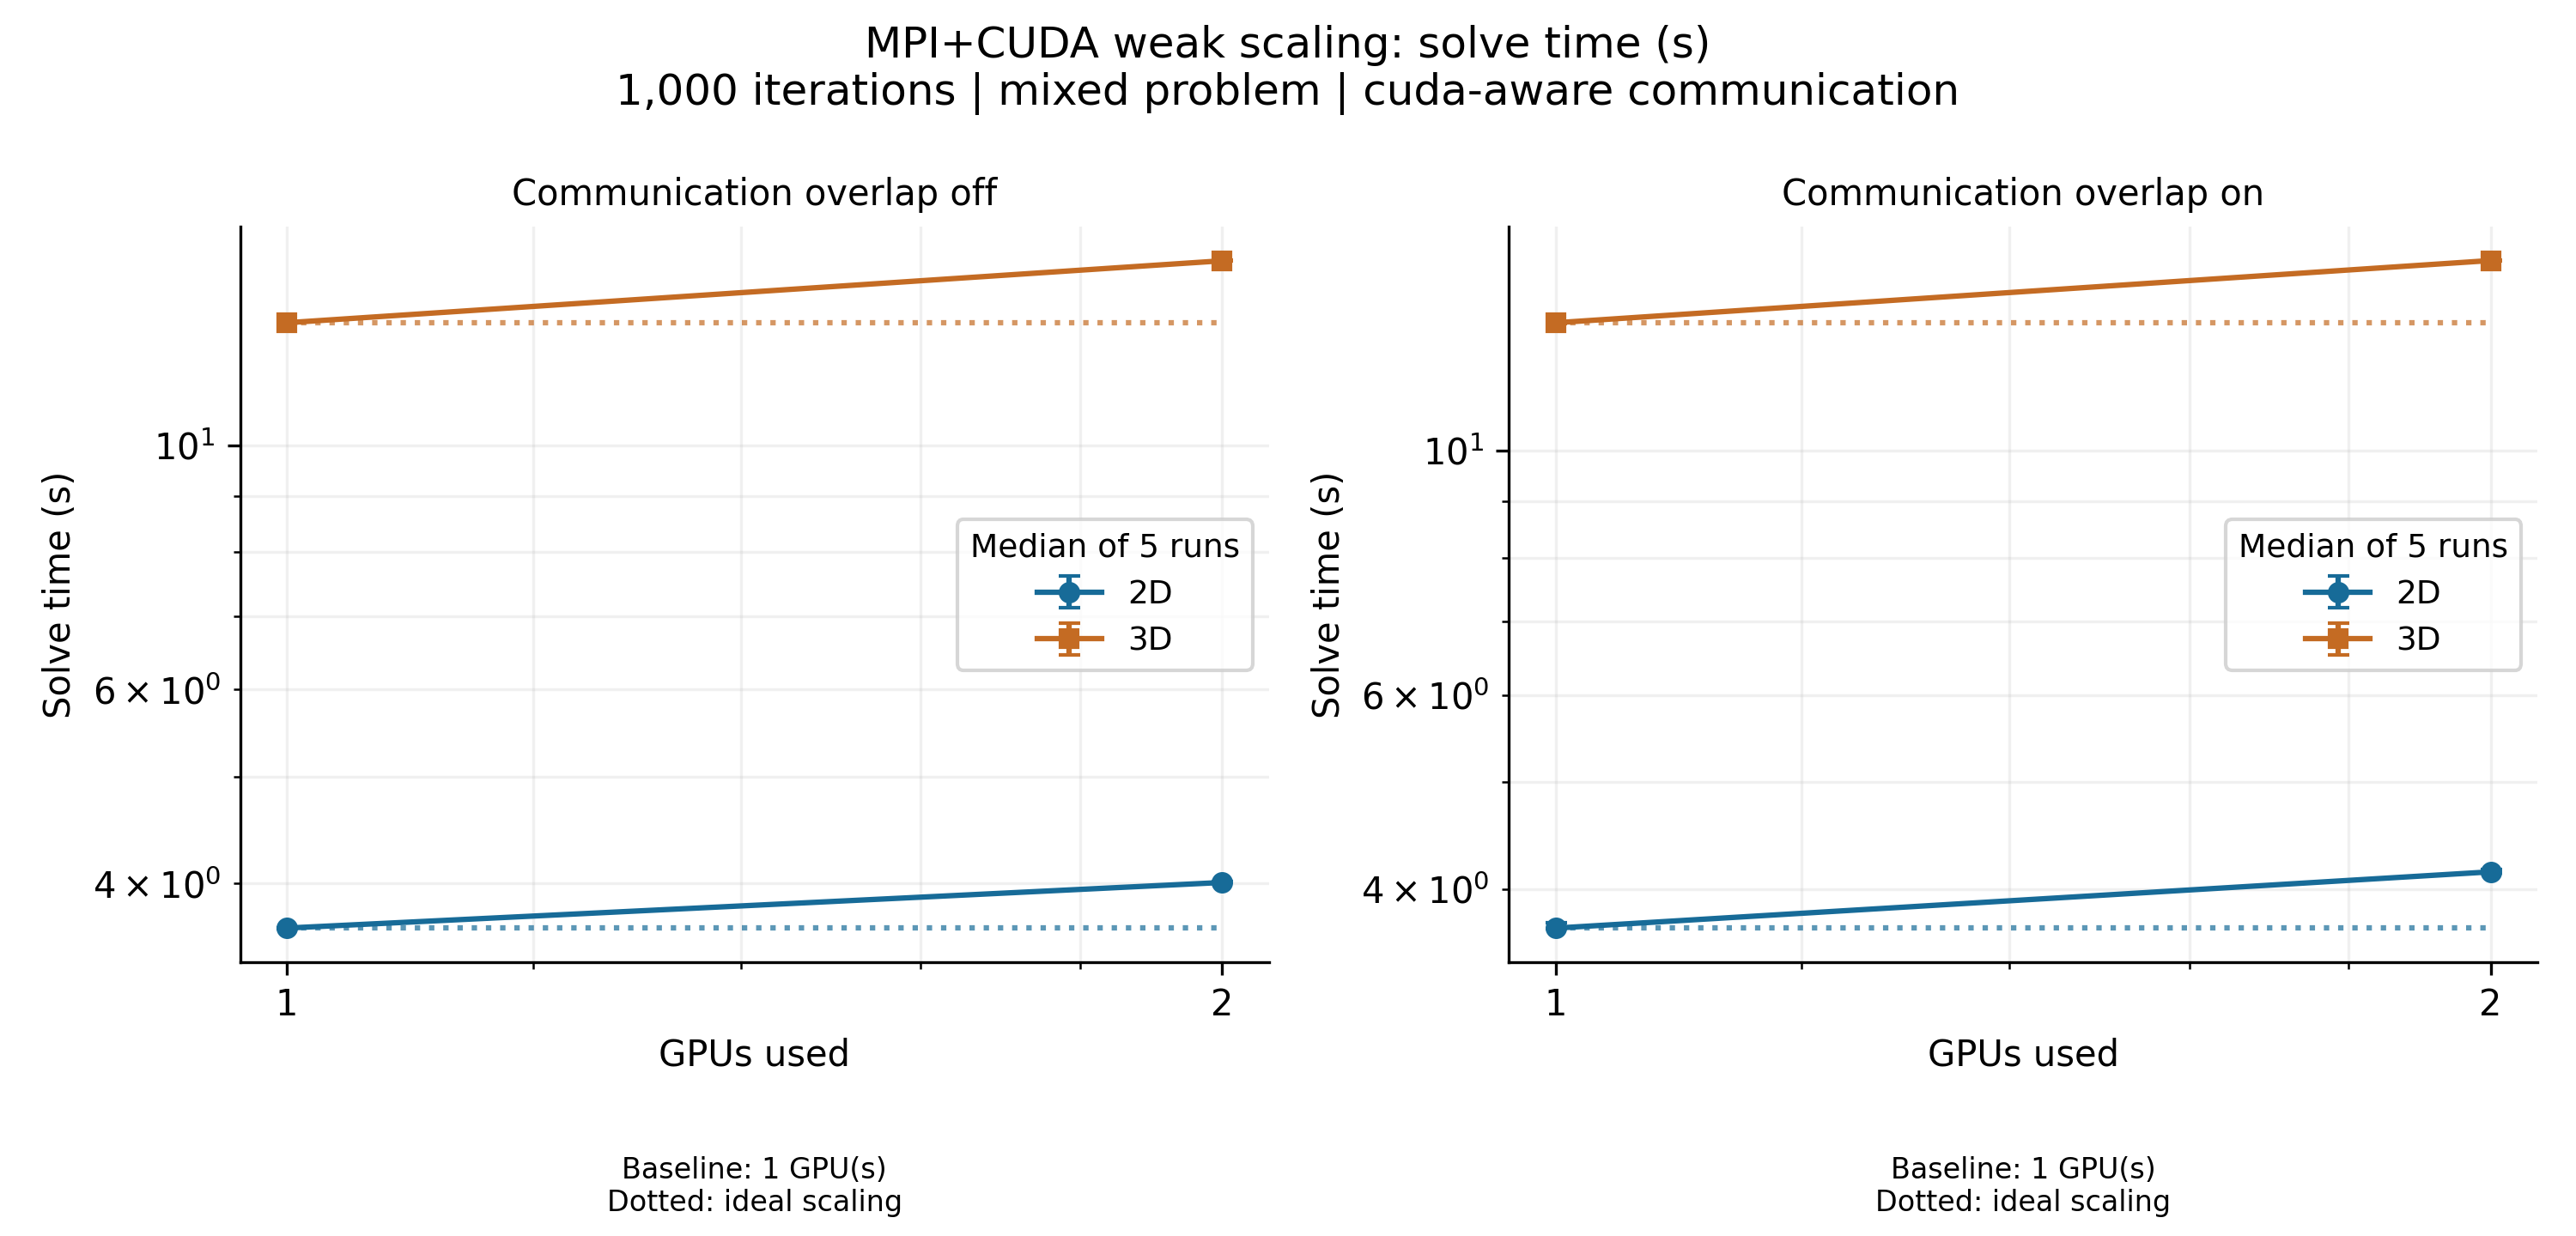 MPI+CUDA weak scaling: solve time (s)
1,000 iterations | mixed problem | cuda-aware communication
Communication overlap off
Solve time (s)
10¹
6 × 10⁰
4 × 10⁰
Median of 5 runs
2D
3D
1
2
GPUs used
Baseline: 1 GPU(s)
Dotted: ideal scaling
Communication overlap on
Solve time (s)
10¹
6 × 10⁰
4 × 10⁰
Median of 5 runs
2D
3D
1
2
GPUs used
Baseline: 1 GPU(s)
Dotted: ideal scaling